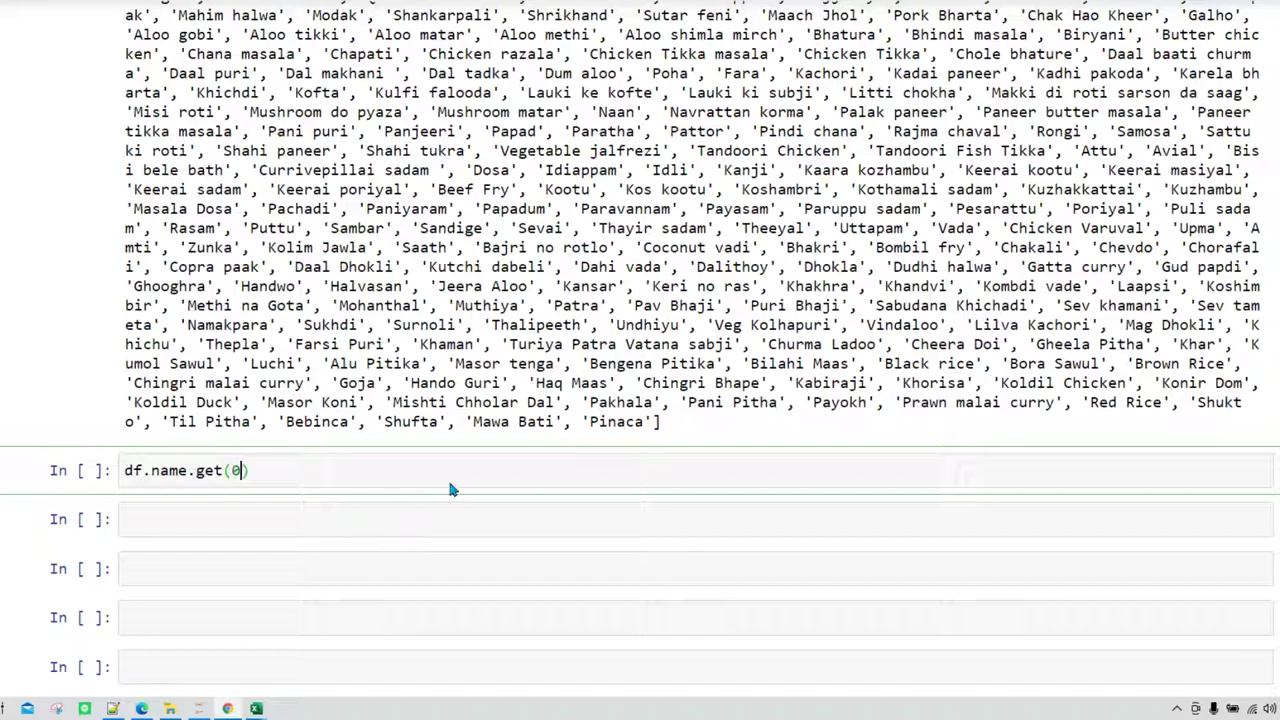 ak', 'Mahim halwa', 'Modak', 'Shankarpali', 'Shrikhand', 'Sutar feni', 'Maach Jhol', 'Pork Bharta', 'Chak Hao Kheer', 'Galho',
'Aloo gobi', 'Aloo tikki', 'Aloo matar', 'Aloo methi', 'Aloo shimla mirch', 'Bhatura', 'Bhindi masala', 'Biryani', 'Butter chic
ken', 'Chana masala', 'Chapati', 'Chicken razala', 'Chicken Tikka masala', 'Chicken Tikka', 'Chole bhature', 'Daal baati churm
a', 'Daal puri', 'Dal makhani ', 'Dal tadka', 'Dum aloo', 'Poha', 'Fara', 'Kachori', 'Kadai paneer', 'Kadhi pakoda', 'Karela bh
arta', 'Khichdi', 'Kofta', 'Kulfi falooda', 'Lauki ke kofte', 'Lauki ki subji', 'Litti chokha', 'Makki di roti sarson da saag',
'Misi roti', 'Mushroom do pyaza', 'Mushroom matar', 'Naan', 'Navrattan korma', 'Palak paneer', 'Paneer butter masala', 'Paneer
tikka masala', 'Pani puri', 'Panjeeri', 'Papad', 'Paratha', 'Pattor', 'Pindi chana', 'Rajma chaval', 'Rongi', 'Samosa', 'Sattu
ki roti', 'Shahi paneer', 'Shahi tukra', 'Vegetable jalfrezi', 'Tandoori Chicken', 'Tandoori Fish Tikka', 'Attu', 'Avial', 'Bis
i bele bath', 'Currivepillai sadam ', 'Dosa', 'Idiappam', 'Idli', 'Kanji', 'Kaara kozhambu', 'Keerai kootu', 'Keerai masiyal',
'Keerai sadam', 'Keerai poriyal', 'Beef Fry', 'Kootu', 'Kos kootu', 'Koshambri', 'Kothamali sadam', 'Kuzhakkattai', 'Kuzhambu',
'Masala Dosa', 'Pachadi', 'Paniyaram', 'Papadum', 'Paravannam', 'Payasam', 'Paruppu sadam', 'Pesarattu', 'Poriyal', 'Puli sada
m', 'Rasam', 'Puttu', 'Sambar', 'Sandige', 'Sevai', 'Thayir sadam', 'Theeyal', 'Uttapam', 'Vada', 'Chicken Varuval', 'Upma', 'A
mti', 'Zunka', 'Kolim Jawla', 'Saath', 'Bajri no rotlo', 'Coconut vadi', 'Bhakri', 'Bombil fry', 'Chakali', 'Chevdo', 'Chorafal
i', 'Copra paak', 'Daal Dhokli', 'Kutchi dabeli', 'Dahi vada', 'Dalithoy', 'Dhokla', 'Dudhi halwa', 'Gatta curry', 'Gud papdi',
'Ghooghra', 'Handwo', 'Halvasan', 'Jeera Aloo', 'Kansar', 'Keri no ras', 'Khakhra', 'Khandvi', 'Kombdi vade', 'Laapsi', 'Koshim
bir', 'Methi na Gota', 'Mohanthal', 'Muthiya', 'Patra', 'Pav Bhaji', 'Puri Bhaji', 'Sabudana Khichadi', 'Sev khamani', 'Sev tam
eta', 'Namakpara', 'Sukhdi', 'Surnoli', 'Thalipeeth', 'Undhiyu', 'Veg Kolhapuri', 'Vindaloo', 'Lilva Kachori', 'Mag Dhokli', 'K
hichu', 'Thepla', 'Farsi Puri', 'Khaman', 'Turiya Patra Vatana sabji', 'Churma Ladoo', 'Cheera Doi', 'Gheela Pitha', 'Khar', 'K
umol Sawul', 'Luchi', 'Alu Pitika', 'Masor tenga', 'Bengena Pitika', 'Bilahi Maas', 'Black rice', 'Bora Sawul', 'Brown Rice',
'Chingri malai curry', 'Goja', 'Hando Guri', 'Haq Maas', 'Chingri Bhape', 'Kabiraji', 'Khorisa', 'Koldil Chicken', 'Konir Dom',
'Koldil Duck', 'Masor Koni', 'Mishti Chholar Dal', 'Pakhala', 'Pani Pitha', 'Payokh', 'Prawn malai curry', 'Red Rice', 'Shukt
o', 'Til Pitha', 'Bebinca', 'Shufta', 'Mawa Bati', 'Pinaca']
In [ ]: df.name.get(0)
In [ ]:
In [ ]:
In [ ]:
In [ ]: